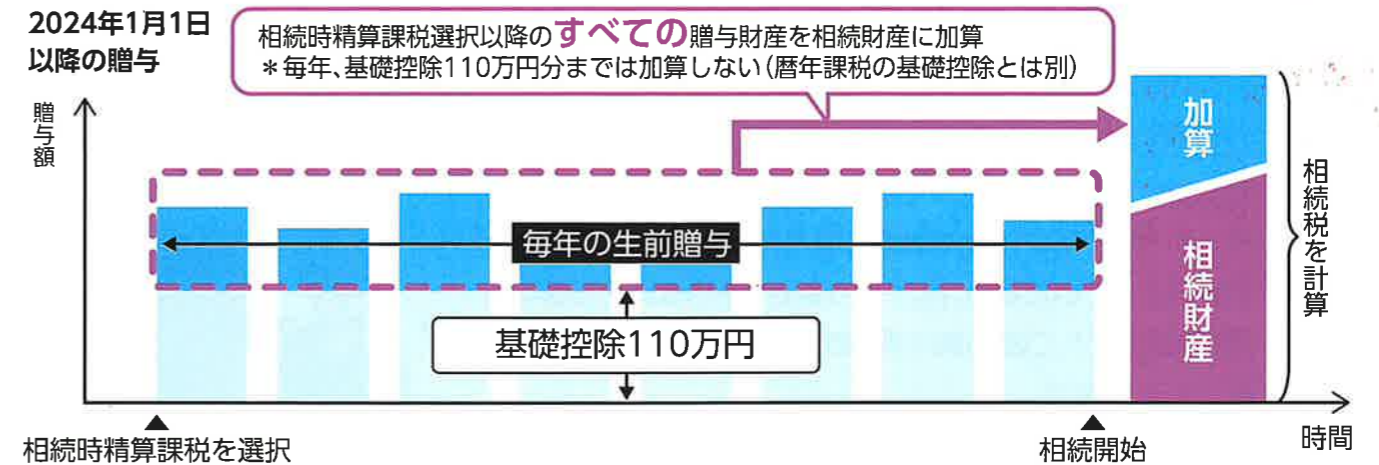 2024年1月1日
以降の贈与
相続時精算課税選択以降のすべての贈与財産を相続財産に加算
＊毎年、基礎控除110万円分までは加算しない（暦年課税の基礎控除とは別）
贈与額
加算
相続財産
相続税を計算
毎年の生前贈与
基礎控除110万円
相続時精算課税を選択
相続開始
時間